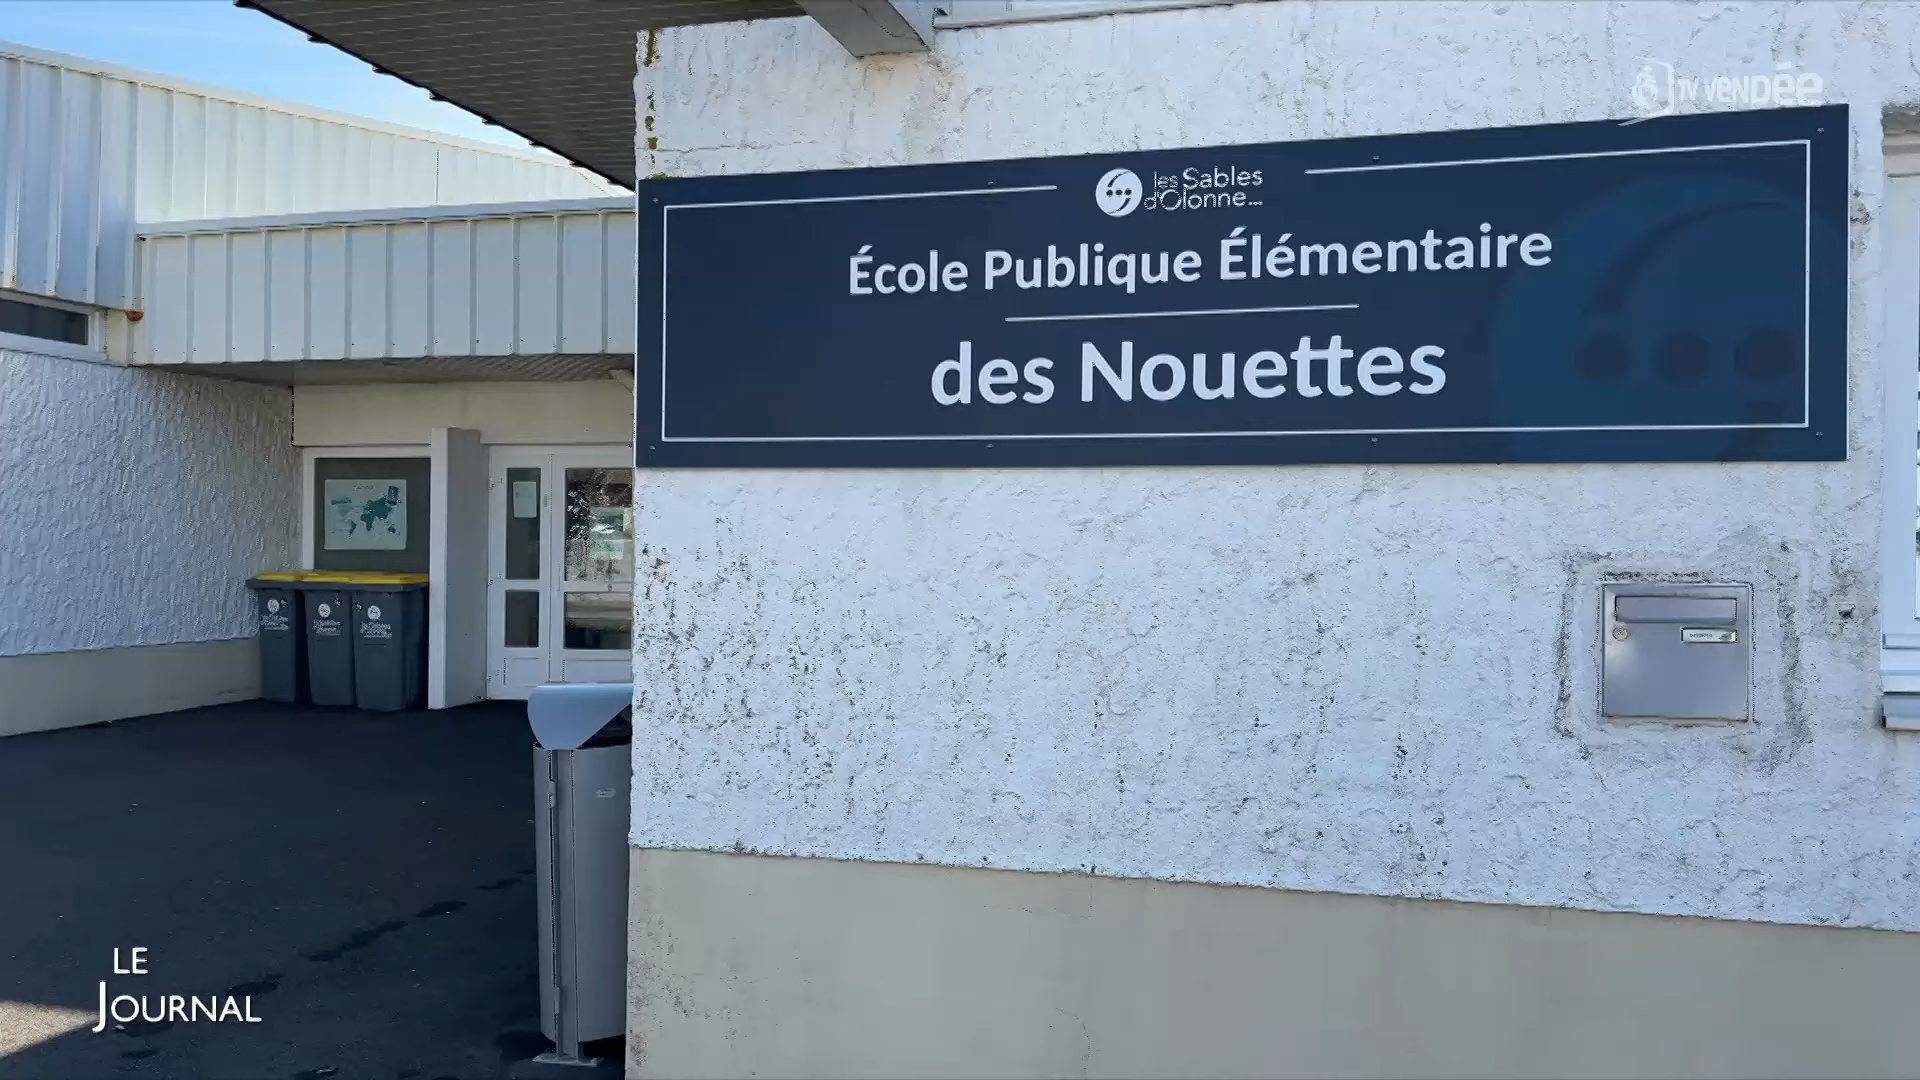 TV VENDÉE
les Sables
d'Olonne...
École Publique Élémentaire
des Nouettes
LE
JOURNAL